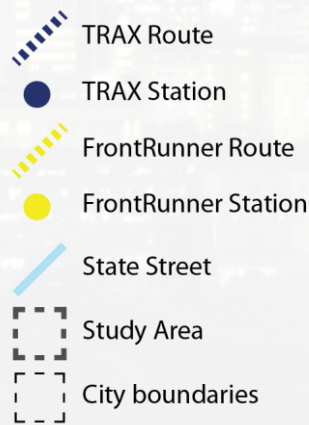 TRAX Route
TRAX Station
FrontRunner Route
FrontRunner Station
State Street
Study Area
City boundaries